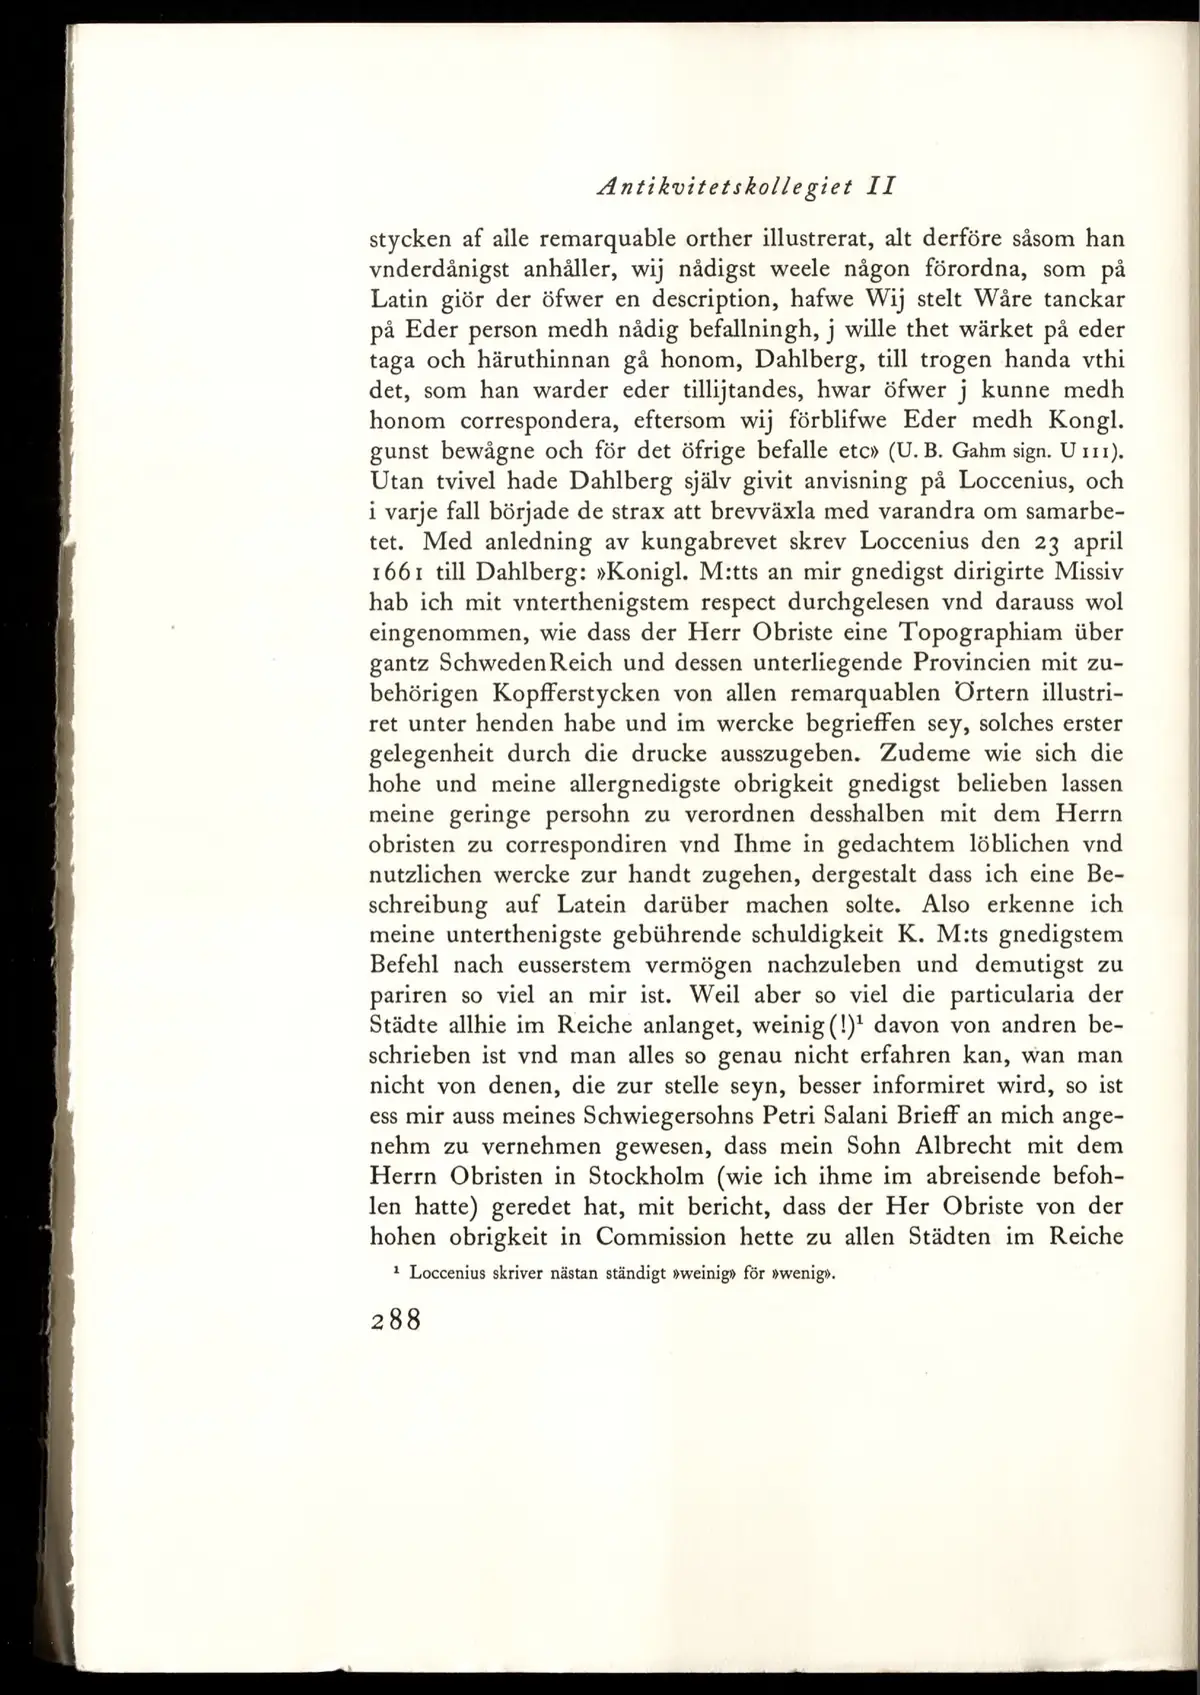 Antikvitetskollegiet II
stycken af alle remarquable orther illustrerat, alt derföre såsom han
vnderdånigst anhåller, wij nådigst weele någon förordna, som på
Latin giör der öfwer en description, hafwe Wij stelt Wåre tanckar
på Eder person medh nådig befallningh, j wille thet wärket på eder
taga och häruthinnan gå honom, Dahlberg, till trogen handa vthi
det, som han warder eder tillijtandes, hwar öfwer j kunne medh
honom correspondera, eftersom wij förblifwe Eder medh Kongl.
gunst bewågne och för det öfrige befalle etc» (U. B. Gahm sign. U 111).
Utan tvivel hade Dahlberg själv givit anvisning på Loccenius, och
i varje fall började de strax att brevväxla med varandra om samarbe-
tet. Med anledning av kungabrevet skrev Loccenius den 23 april
1661 till Dahlberg: »Konigl. M:tts an mir gnedigst dirigirte Missiv
hab ich mit vnterthenigstem respect durchgelesen vnd darauss wol
eingenommen, wie dass der Herr Obriste eine Topographiam über
gantz SchwedenReich und dessen unterliegende Provincien mit zu-
behörigen Kopfferstycken von allen remarquablen Örtern illustri-
ret unter henden habe und im wercke begrieffen sey, solches erster
gelegenheit durch die drucke ausszugeben. Zudeme wie sich die
hohe und meine allergnedigste obrigkeit gnedigst belieben lassen
meine geringe persohn zu verordnen desshalben mit dem Herrn
obristen zu correspondiren vnd Ihme in gedachtem löblichen vnd
nutzlichen wercke zur handt zugehen, dergestalt dass ich eine Be-
schreibung auf Latein darüber machen solte. Also erkenne ich
meine unterthenigste gebührende schuldigkeit K. M:ts gnedigstem
Befehl nach eusserstem vermögen nachzuleben und demutigst zu
pariren so viel an mir ist. Weil aber so viel die particularia der
Städte allhie im Reiche anlanget, weinig(!)¹ davon von andren be-
schrieben ist vnd man alles so genau nicht erfahren kan, wan man
nicht von denen, die zur stelle seyn, besser informiret wird, so ist
ess mir auss meines Schwiegersohns Petri Salani Brieff an mich ange-
nehm zu vernehmen gewesen, dass mein Sohn Albrecht mit dem
Herrn Obristen in Stockholm (wie ich ihme im abreisende befoh-
len hatte) geredet hat, mit bericht, dass der Her Obriste von der
hohen obrigkeit in Commission hette zu allen Städten im Reiche
¹ Loccenius skriver nästan ständigt »weinig» för »wenig».
288